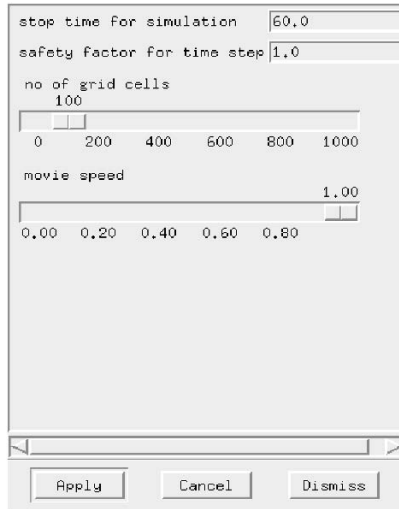 stop time for simulation 60.0
safety factor for time step 1.0
no of grid cells
100
0 200 400 600 800 1000
movie speed
1.00
0.00 0.20 0.40 0.60 0.80
Apply Cancel Dismiss